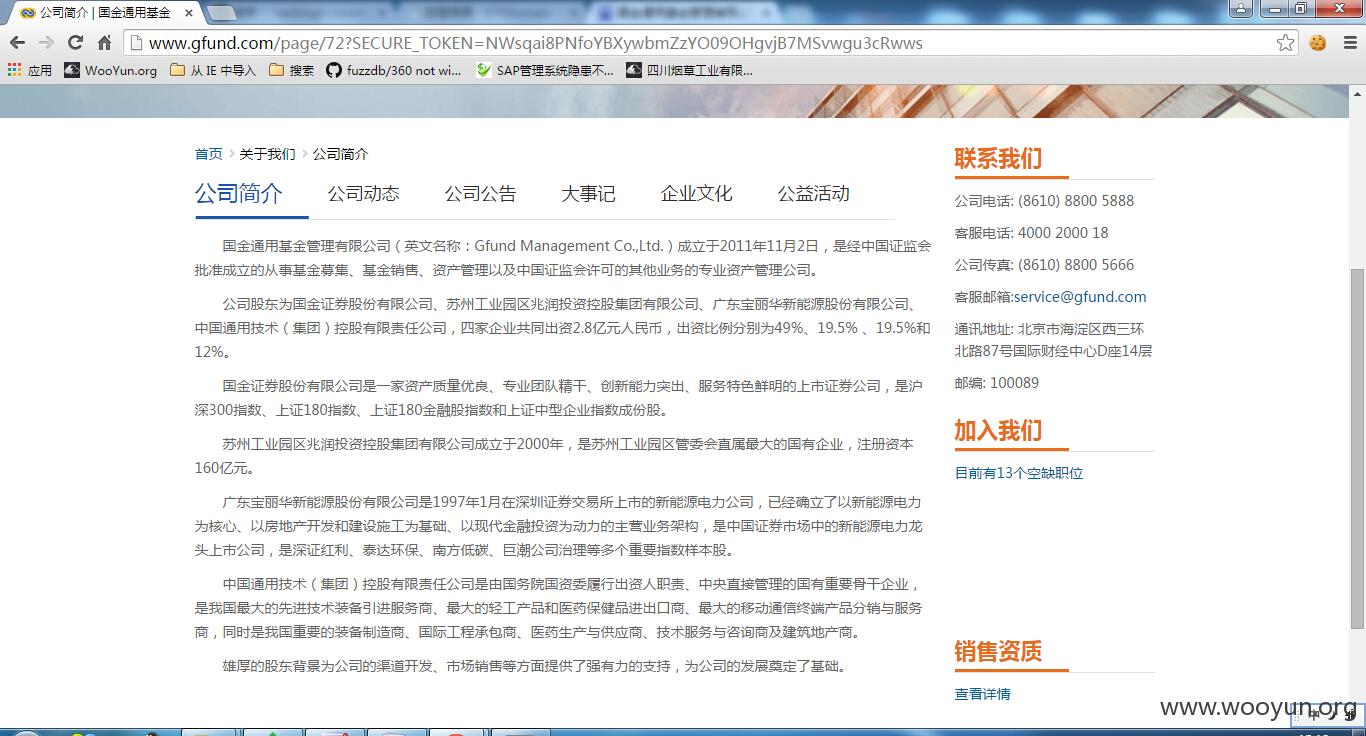 公司简介 | 国金通用基金
www.gfund.com/page/72?SECURE_TOKEN=NWsqai8PNfoYBXywbmZzYO09OHgvjB7MSvwgu3cRwws
应用 WooYun.org 从 IE 中导入 搜索 fuzzdb/360 not wi... SAP管理系统隐患不... 四川烟草工业有限...
首页 > 关于我们 > 公司简介
公司简介 公司动态 公司公告 大事记 企业文化 公益活动
国金通用基金管理有限公司（英文名称：Gfund Management Co.,Ltd.）成立于2011年11月2日，是经中国证监会
批准成立的从事基金募集、基金销售、资产管理以及中国证监会许可的其他业务的专业资产管理公司。
公司股东为国金证券股份有限公司、苏州工业园区兆润投资控股集团有限公司、广东宝丽华新能源股份有限公司、
中国通用技术（集团）控股有限责任公司，四家企业共同出资2.8亿元人民币，出资比例分别为49%、19.5% 、19.5%和
12%。
国金证券股份有限公司是一家资产质量优良、专业团队精干、创新能力突出、服务特色鲜明的上市证券公司，是沪
深300指数、上证180指数、上证180金融股指数和上证中型企业指数成份股。
苏州工业园区兆润投资控股集团有限公司成立于2000年，是苏州工业园区管委会直属最大的国有企业，注册资本
160亿元。
广东宝丽华新能源股份有限公司是1997年1月在深圳证券交易所上市的新能源电力公司，已经确立了以新能源电力
为核心、以房地产开发和建设施工为基础、以现代金融投资为动力的主营业务架构，是中国证券市场中的新能源电力龙
头上市公司，是深证红利、泰达环保、南方低碳、巨潮公司治理等多个重要指数样本股。
中国通用技术（集团）控股有限责任公司是由国务院国资委履行出资人职责、中央直接管理的国有重要骨干企业，
是我国最大的先进技术装备引进服务商、最大的轻工产品和医药保健品进出口商、最大的移动通信终端产品分销与服务
商，同时是我国重要的装备制造商、国际工程承包商、医药生产与供应商、技术服务与咨询商及建筑地产商。
雄厚的股东背景为公司的渠道开发、市场销售等方面提供了强有力的支持，为公司的发展奠定了基础。
联系我们
公司电话: (8610) 8800 5888
客服电话: 4000 2000 18
公司传真: (8610) 8800 5666
客服邮箱:service@gfund.com
通讯地址: 北京市海淀区西三环
北路87号国际财经中心D座14层
邮编: 100089
加入我们
目前有13个空缺职位
销售资质
查看详情
www.wooyun.org
中